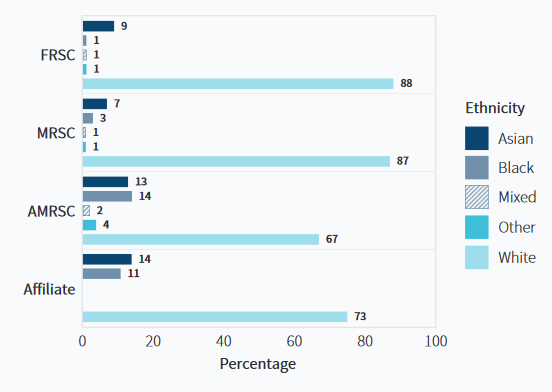 9
1
FRSC
1
1
88
7
3
MRSC
1
1
87
13
14
AMRSC
2
4
67
14
11
Affiliate
73
0 20 40 60 80 100
Percentage
Ethnicity
Asian
Black
Mixed
Other
White